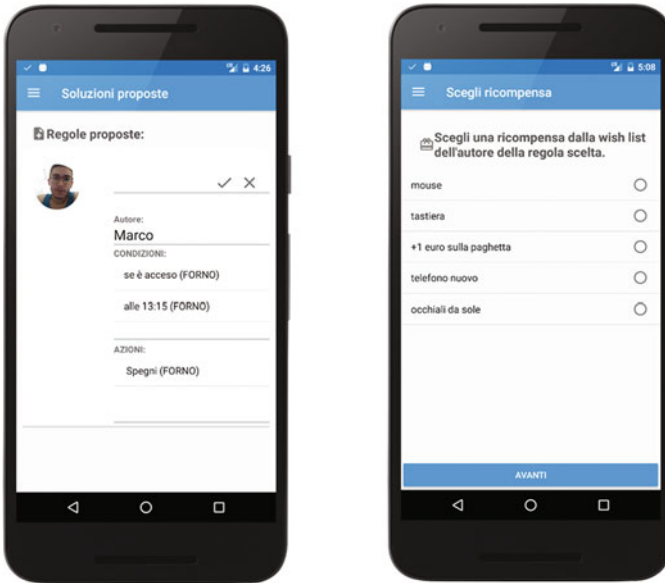 4:26
Soluzioni proposte
Regole proposte:
Autore:
Marco
CONDIZIONI:
se è acceso (FORNO)
alle 13:15 (FORNO)
AZIONI:
Spegni (FORNO)
5:08
Scegli ricompensa
Scegli una ricompensa dalla wish list
dell'autore della regola scelta.
mouse
tastiera
+1 euro sulla paghetta
telefono nuovo
occhiali da sole
AVANTI